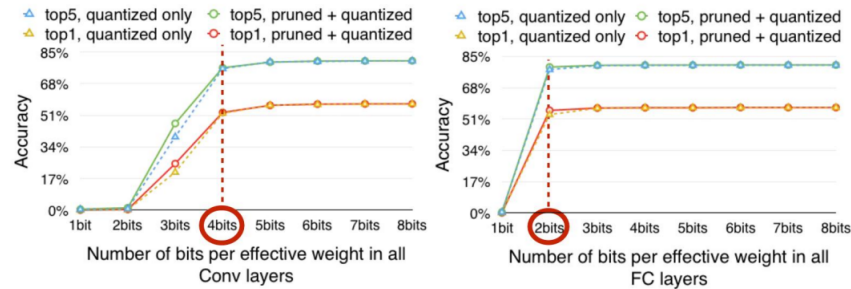 top5, quantized only top5, pruned + quantized
top1, quantized only top1, pruned + quantized
85%
68%
51%
34%
17%
0%
Accuracy
1bit 2bits 3bits 4bits 5bits 6bits 7bits 8bits
Number of bits per effective weight in all
Conv layers
top5, quantized only top5, pruned + quantized
top1, quantized only top1, pruned + quantized
85%
68%
51%
34%
17%
0%
Accuracy
1bit 2bits 3bits 4bits 5bits 6bits 7bits 8bits
Number of bits per effective weight in all
FC layers